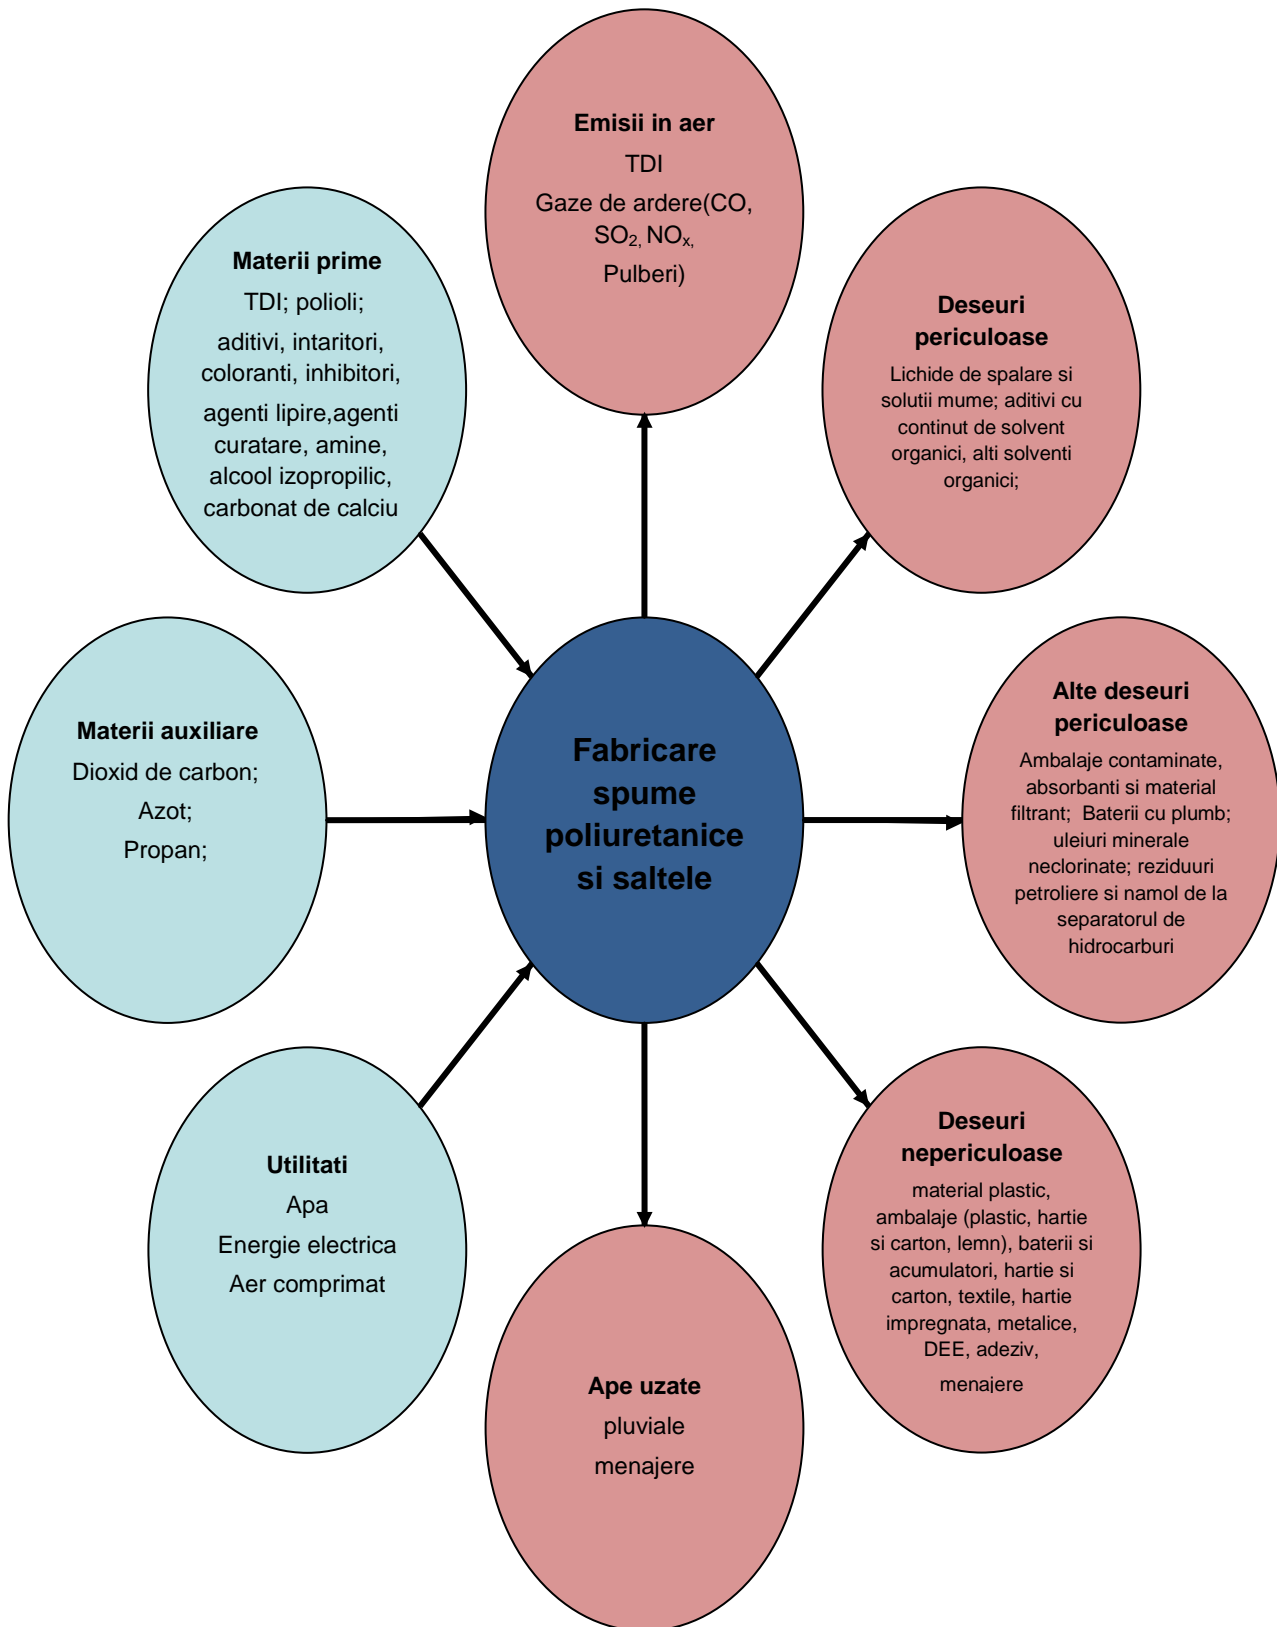 Emisii in aer
TDI
Gaze de ardere(CO,
SO₂, NOₓ,
Pulberi)
Materii prime
TDI; polioli;
aditivi, intaritori,
coloranti, inhibitori,
agenti lipire,agenti
curatare, amine,
alcool izopropilic,
carbonat de calciu
Deseuri
periculoase
Lichide de spalare si
solutii mume; aditivi cu
continut de solvent
organici, alti solventi
organici;
Materii auxiliare
Dioxid de carbon;
Azot;
Propan;
Fabricare
spume
poliuretanice
si saltele
Alte deseuri
periculoase
Ambalaje contaminate,
absorbanti si material
filtrant; Baterii cu plumb;
uleiuri minerale
neclorinate; reziduuri
petroliere si namol de la
separatorul de
hidrocarburi
Utilitati
Apa
Energie electrica
Aer comprimat
Deseuri
nepericuloase
material plastic,
ambalaje (plastic, hartie
si carton, lemn), baterii si
acumulatori, hartie si
carton, textile, hartie
impregnata, metalice,
DEE, adeziv,
menajere
Ape uzate
pluviale
menajere